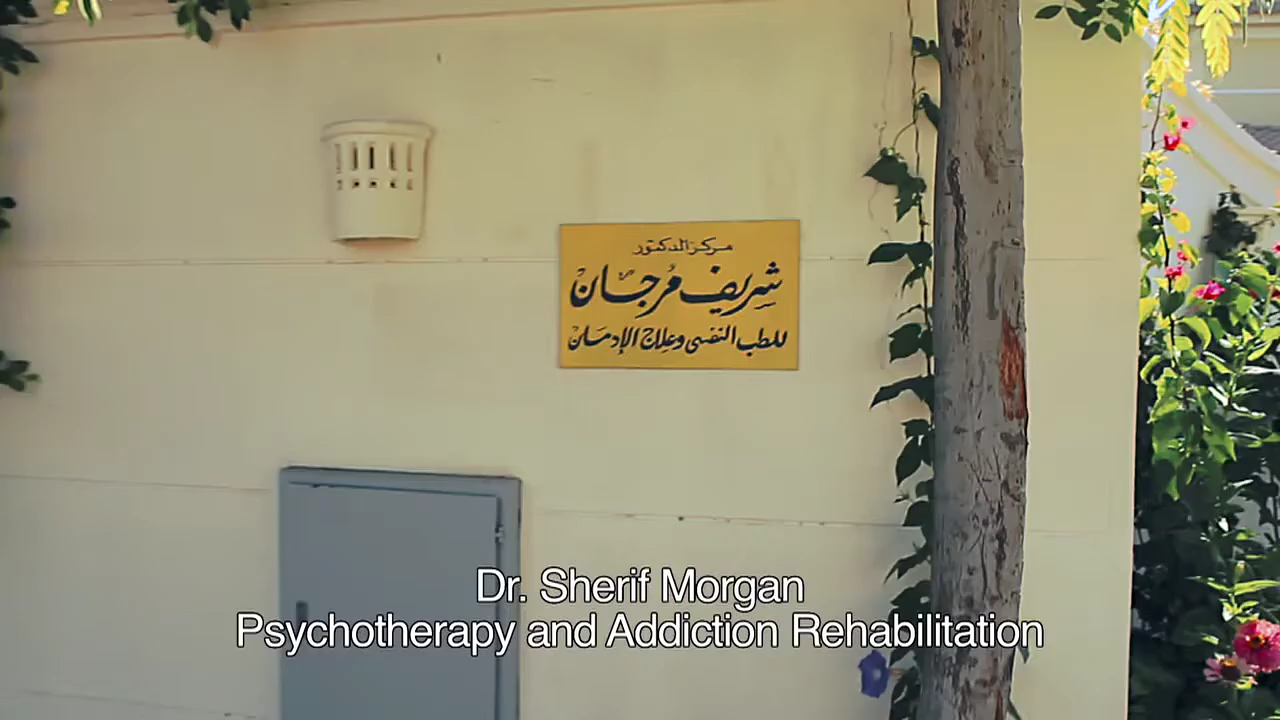 مركز الدكتور
شريف مرجان
للطب النفسي وعلاج الإدمان
Dr. Sherif Morgan
Psychotherapy and Addiction Rehabilitation